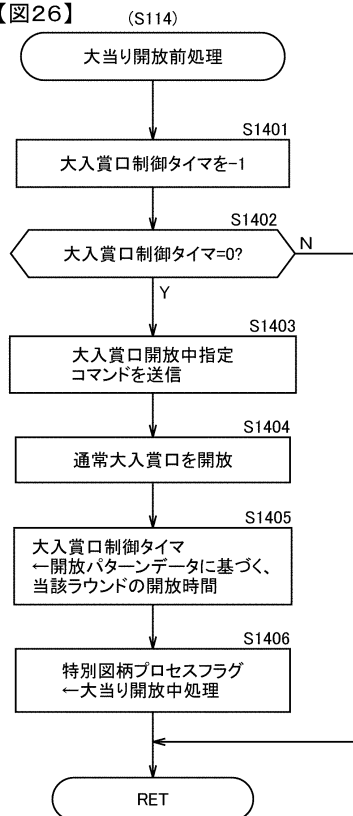 【図26】
(S114)
大当り開放前処理
S1401
大入賞口制御タイマを-1
S1402
大入賞口制御タイマ=0?
N
Y
S1403
大入賞口開放中指定
コマンドを送信
S1404
通常大入賞口を開放
S1405
大入賞口制御タイマ
←開放パターンデータに基づく、
当該ラウンドの開放時間
S1406
特別図柄プロセスフラグ
←大当り開放中処理
RET